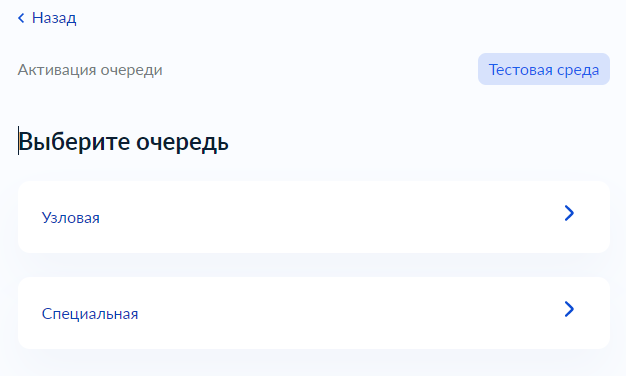 Назад
Активация очереди
Тестовая среда
Выберите очередь
Узловая
Специальная